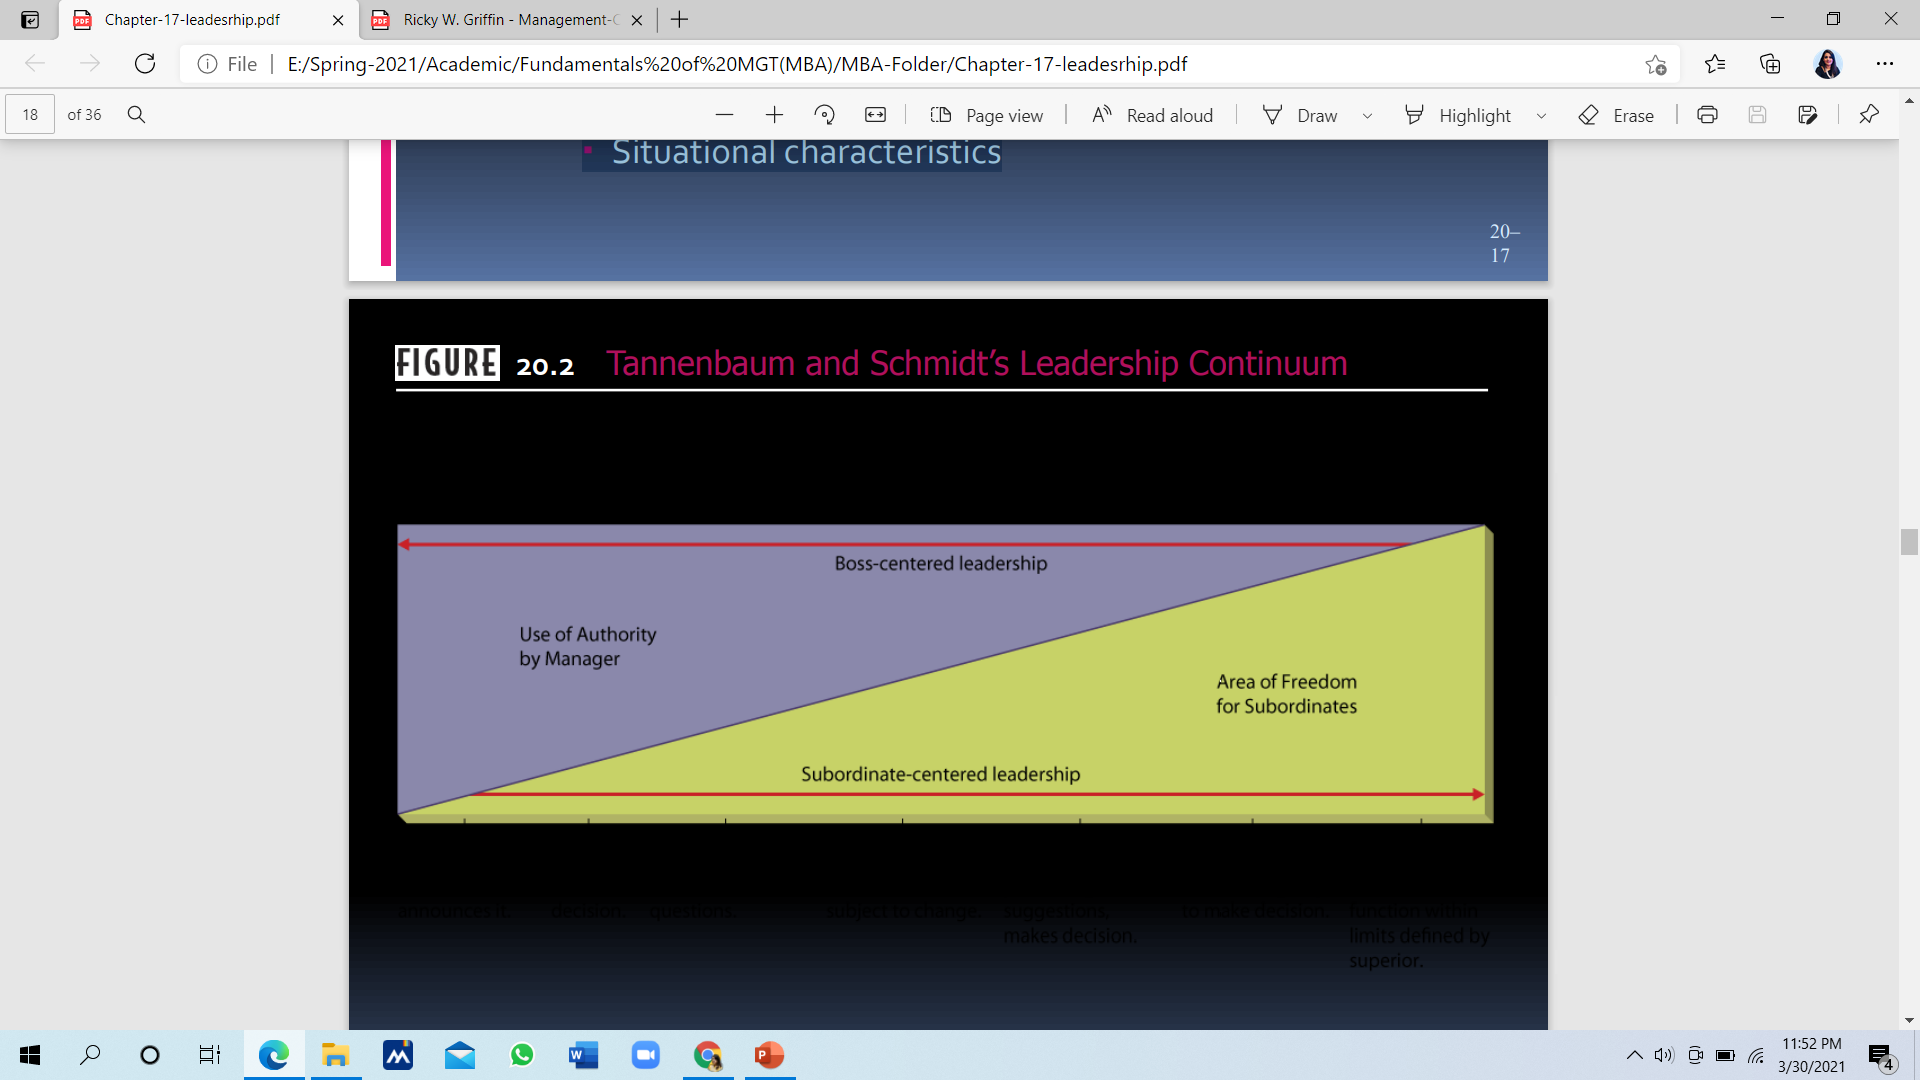 Chapter-17-leadesrhip.pdf
Ricky W. Griffin - Management-
File
E:/Spring-2021/Academic/Fundamentals%20of%20MGT(MBA)/MBA-Folder/Chapter-17-leadesrhip.pdf
18 of 36
Page view
Read aloud
Draw
Highlight
Erase
Situational characteristics
20–
17
FIGURE 20.2 Tannenbaum and Schmidt's Leadership Continuum
Boss-centered leadership
Use of Authority
by Manager
Area of Freedom
for Subordinates
Subordinate-centered leadership
announces it. decision. questions. subject to change. suggestions, to make decision. function within
makes decision. limits defined by
superior.
11:52 PM
3/30/2021
4